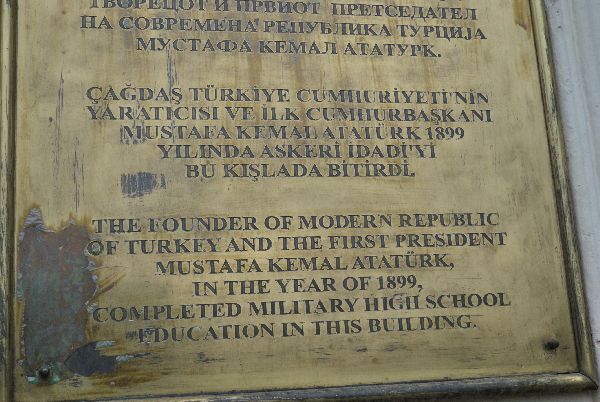 ТВОРЕЦОТ И ПРВИОТ ПРЕТСЕДАТЕЛ
НА СОВРЕМЕНА РЕПУБЛИКА ТУРЦИЈА
МУСТАФА КЕМАЛ АТАТУРК.
ÇAĞDAŞ TÜRKİYE CUMHURİYETİ'NİN
YARATICISI VE İLK CUMHURBAŞKANI
MUSTAFA KEMAL ATATÜRK 1899
YILINDA ASKERİ İDADİ'Yİ
BU KIŞLADA BİTİRDİ.
THE FOUNDER OF MODERN REPUBLIC
OF TURKEY AND THE FIRST PRESIDENT
MUSTAFA KEMAL ATATÜRK,
IN THE YEAR OF 1899,
COMPLETED MILITARY HIGH SCHOOL
EDUCATION IN THIS BUILDING.